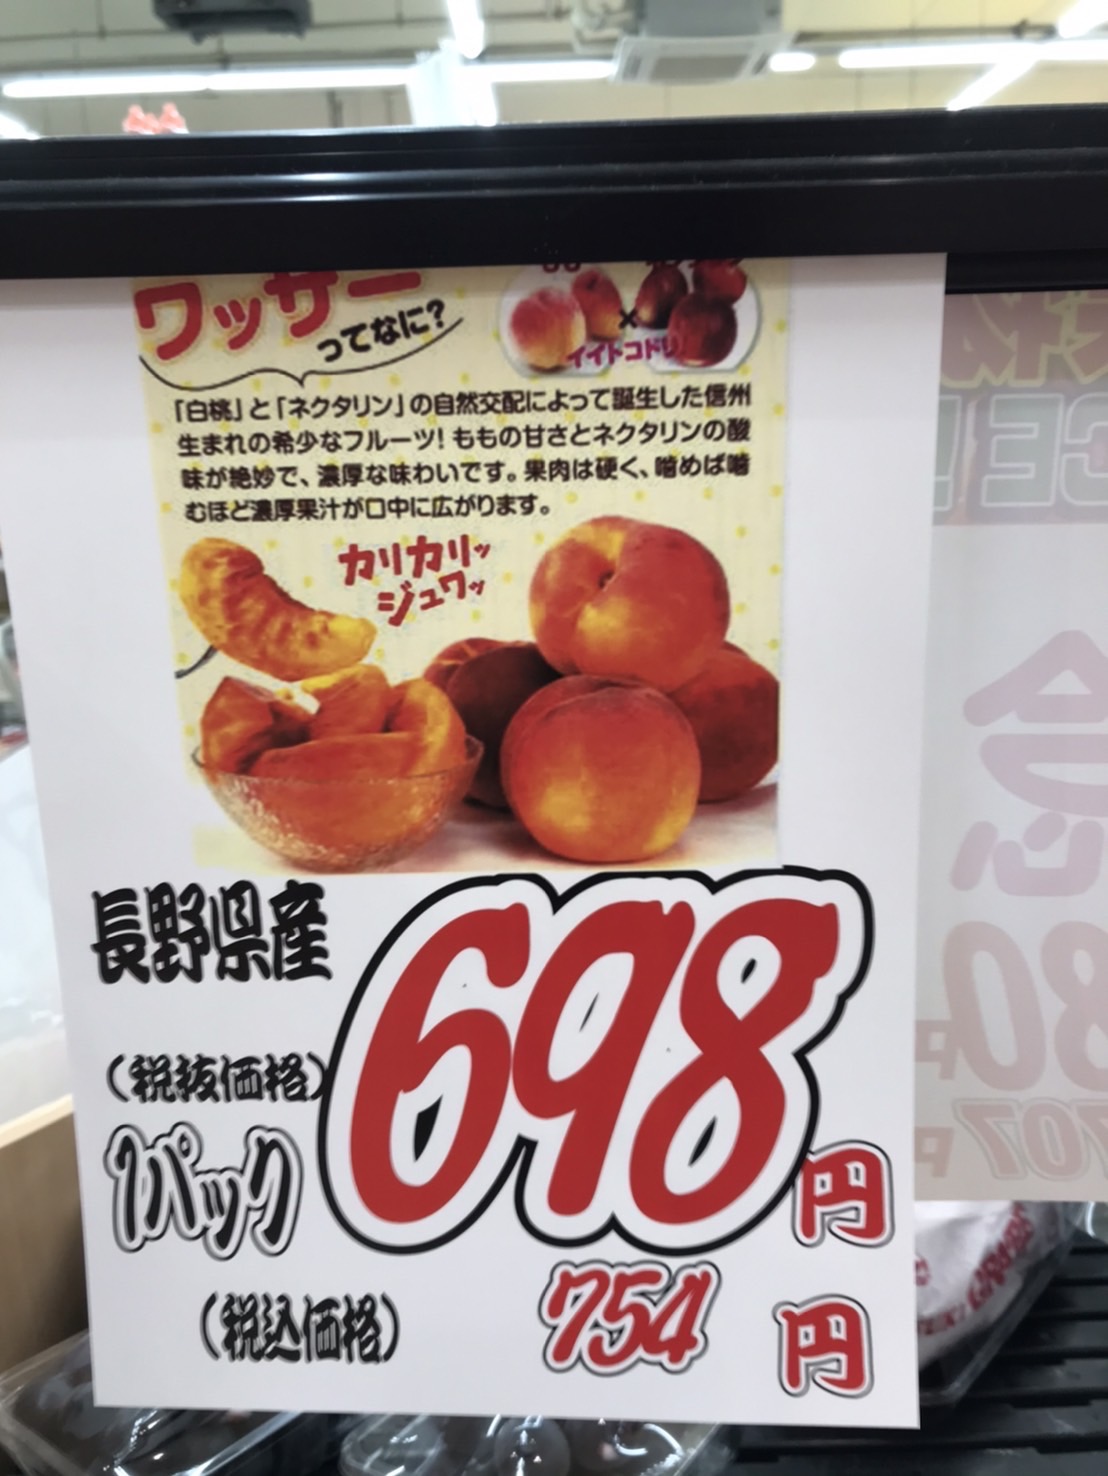 ワッサー
ってなに?
×
イイトコドリ
「白桃」と「ネクタリン」の自然交配によって誕生した信州
生まれの希少なフルーツ!ももの甘さとネクタリンの酸
味が絶妙で、濃厚な味わいです。果肉は硬く、噛めば噛
むほど濃厚果汁が口中に広がります。
カリカリッ
ジュワッ
長野県産
698円
(税抜価格)
1パック
(税込価格) 754円